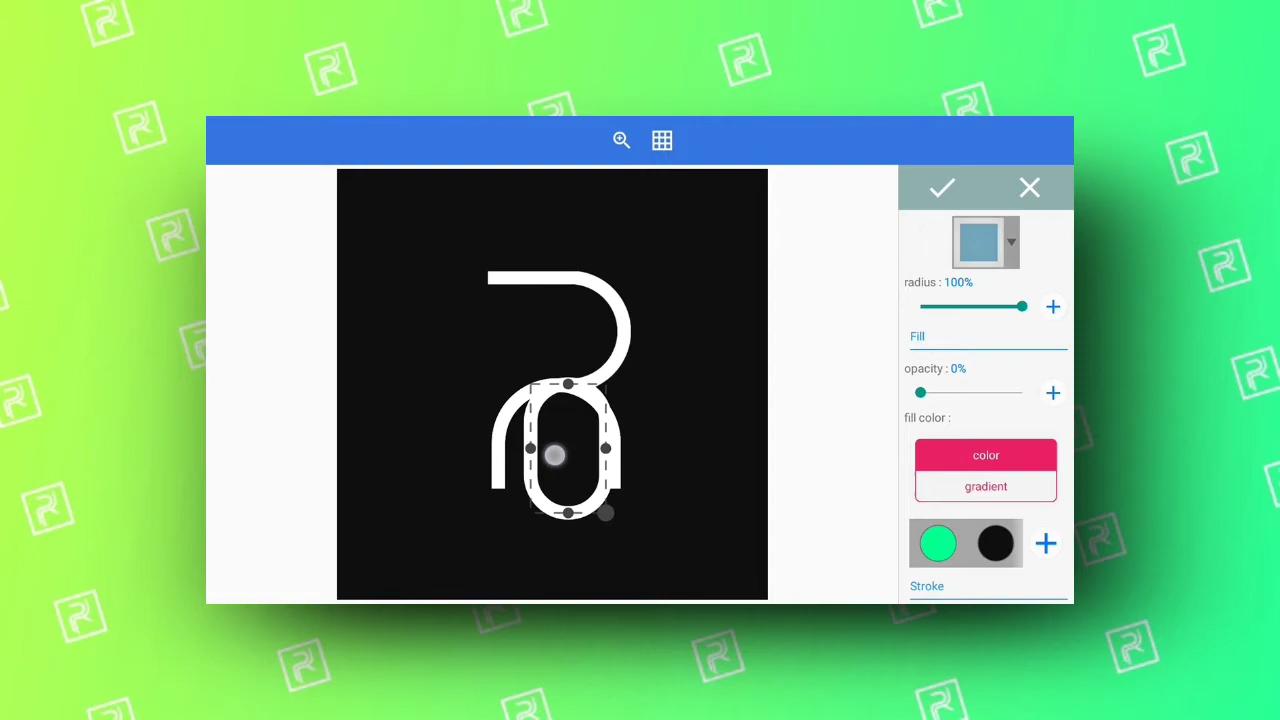 radius : 100%
Fill
opacity : 0%
fill color :
color
gradient
Stroke